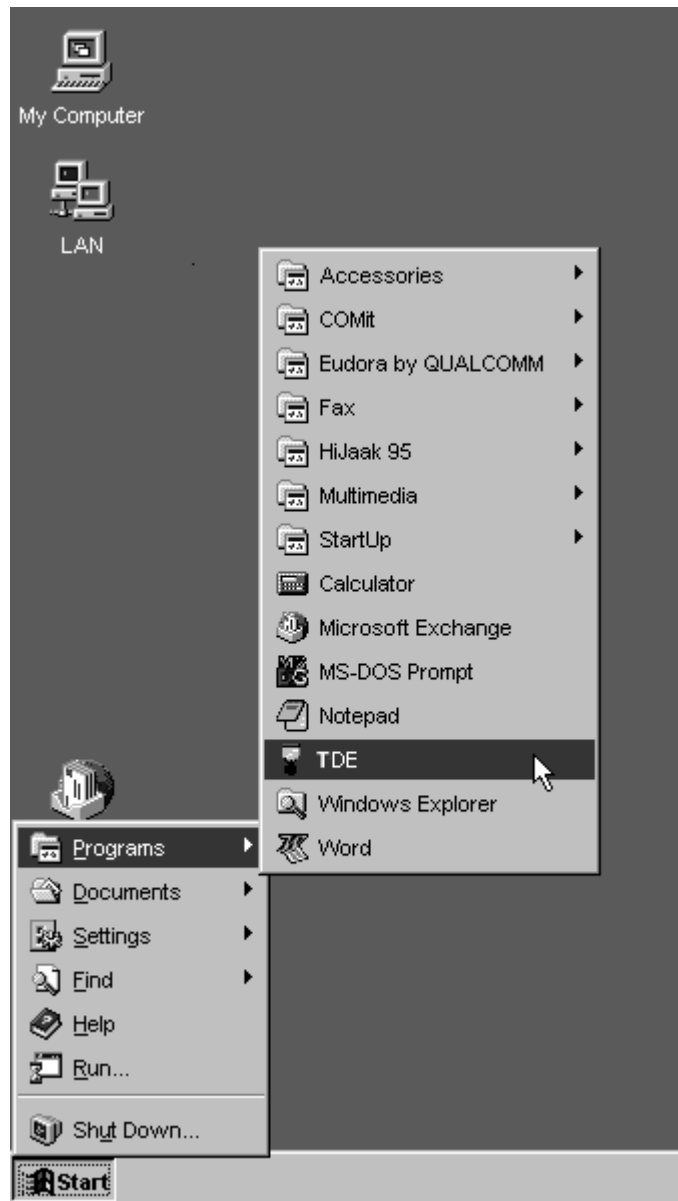 My Computer
LAN
Accessories
COMit
Eudora by QUALCOMM
Fax
HiJaak 95
Multimedia
StartUp
Calculator
Microsoft Exchange
MS-DOS Prompt
Notepad
TDE
Windows Explorer
Word
Programs
Documents
Settings
Find
Help
Run...
Shut Down...
Start